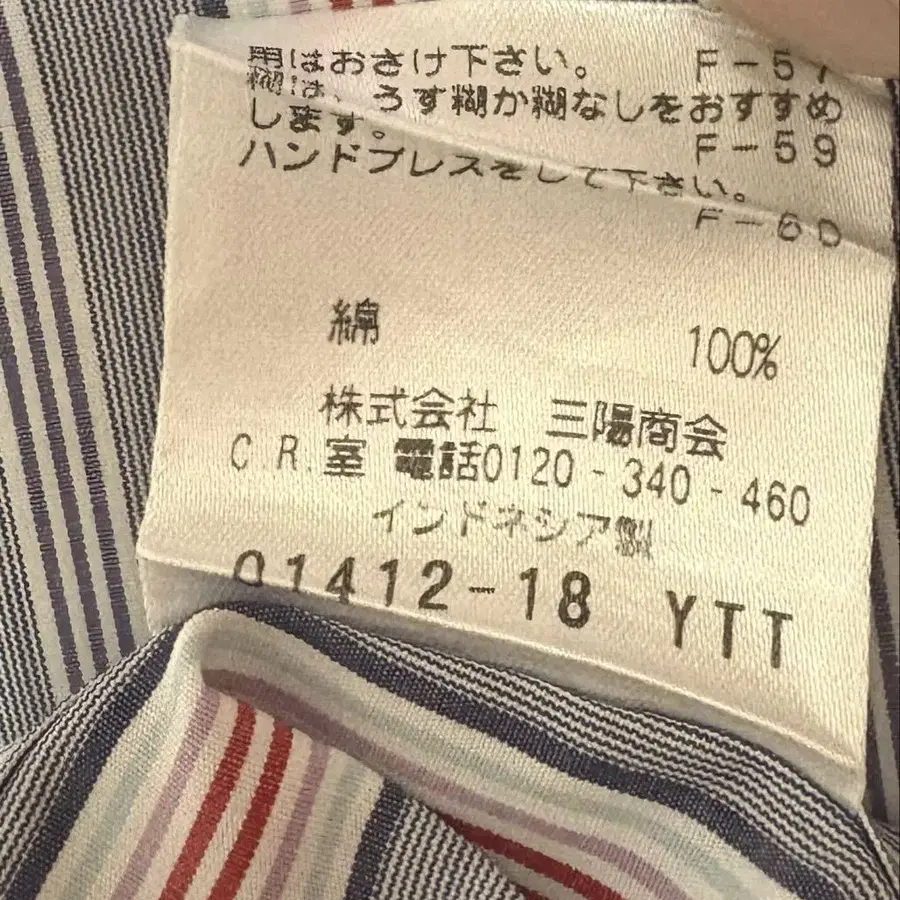 用はおさけ下さい。 F-57
糊は、うす糊か糊なしをおすすめ
します。 F-59
ハンドプレスをして下さい。
F-60
綿 100%
株式会社 三陽商会
C.R.室 電話0120-340-460
インドネシア製
01412-18 YTT